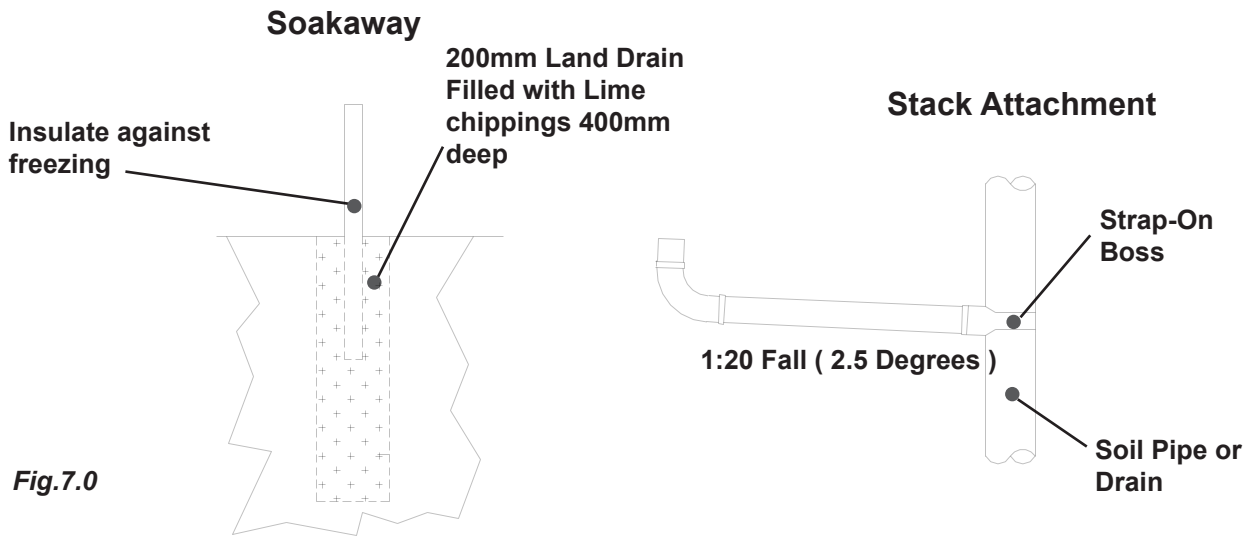 Soakaway
200mm Land Drain
Filled with Lime
chippings 400mm
deep
Insulate against
freezing
Stack Attachment
Strap-On
Boss
1:20 Fall ( 2.5 Degrees )
Soil Pipe or
Drain
Fig.7.0